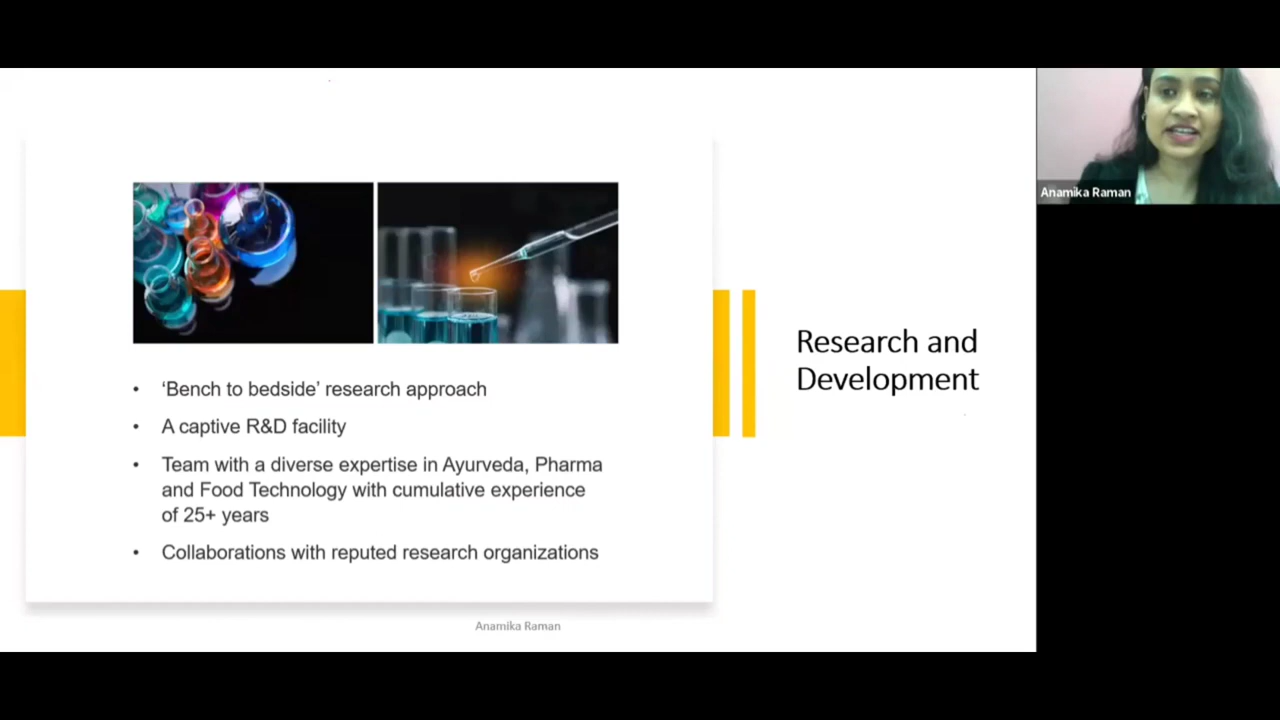 Anamika Raman
Research and
Development
• ‘Bench to bedside’ research approach
• A captive R&D facility
• Team with a diverse expertise in Ayurveda, Pharma
and Food Technology with cumulative experience
of 25+ years
• Collaborations with reputed research organizations
Anamika Raman